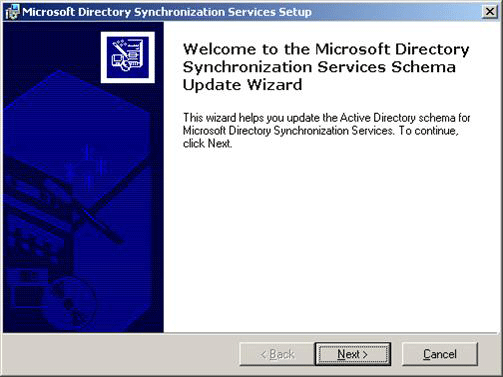 Microsoft Directory Synchronization Services Setup
Welcome to the Microsoft Directory
Synchronization Services Schema
Update Wizard
This wizard helps you update the Active Directory schema for
Microsoft Directory Synchronization Services. To continue,
click Next.
< Back
Next >
Cancel